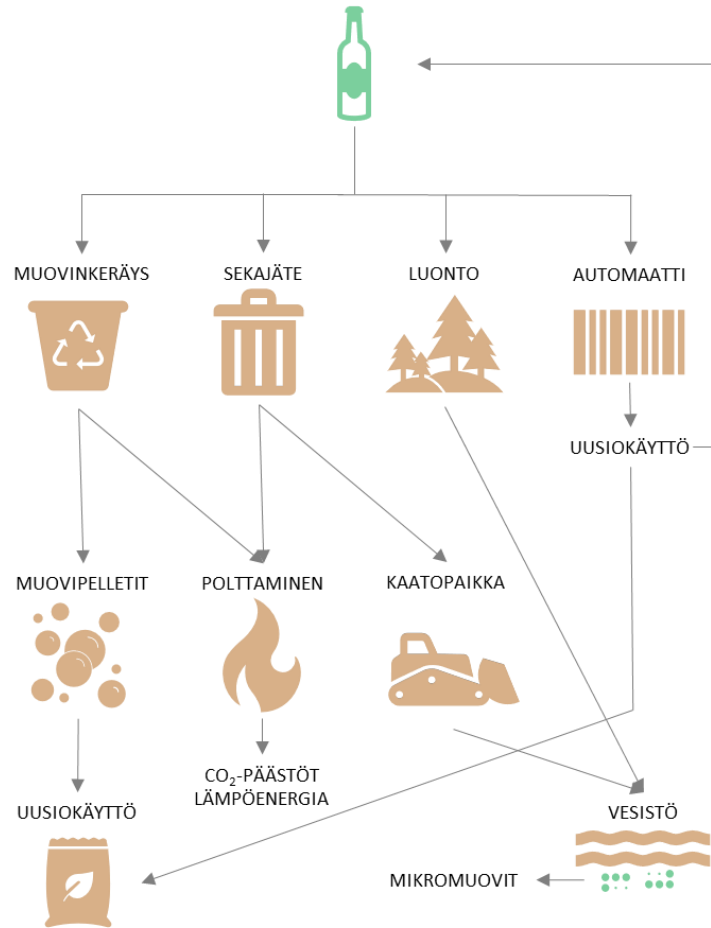 MUOVINKERÄYS
SEKAJÄTE
LUONTO
AUTOMAATTI
UUSIOKÄYTTÖ
MUOVIPELLETIT
POLTTAMINEN
KAATOPAIKKA
CO₂-PÄÄSTÖT
LÄMPÖENERGIA
UUSIOKÄYTTÖ
VESISTÖ
MIKROMUOVIT